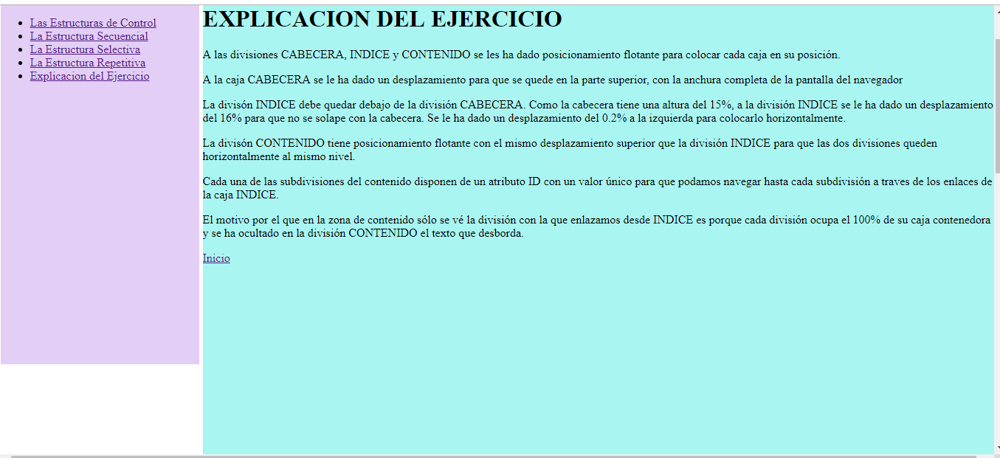 Las Estructuras de Control
La Estructura Secuencial
La Estructura Selectiva
La Estructura Repetitiva
Explicacion del Ejercicio
EXPLICACION DEL EJERCICIO
A las divisiones CABECERA, INDICE y CONTENIDO se les ha dado posicionamiento flotante para colocar cada caja en su posición.
A la caja CABECERA se le ha dado un desplazamiento para que se quede en la parte superior, con la anchura completa de la pantalla del navegador
La divisón INDICE debe quedar debajo de la división CABECERA. Como la cabecera tiene una altura del 15%, a la división INDICE se le ha dado un desplazamiento
del 16% para que no se solape con la cabecera. Se le ha dado un desplazamiento del 0.2% a la izquierda para colocarlo horizontalmente.
La divisón CONTENIDO tiene posicionamiento flotante con el mismo desplazamiento superior que la división INDICE para que las dos divisiones queden
horizontalmente al mismo nivel.
Cada una de las subdivisiones del contenido disponen de un atributo ID con un valor único para que podamos navegar hasta cada subdivisión a traves de los enlaces de
la caja INDICE.
El motivo por el que en la zona de contenido sólo se vé la división con la que enlazamos desde INDICE es porque cada división ocupa el 100% de su caja contenedora
y se ha ocultado en la división CONTENIDO el texto que desborda.
Inicio